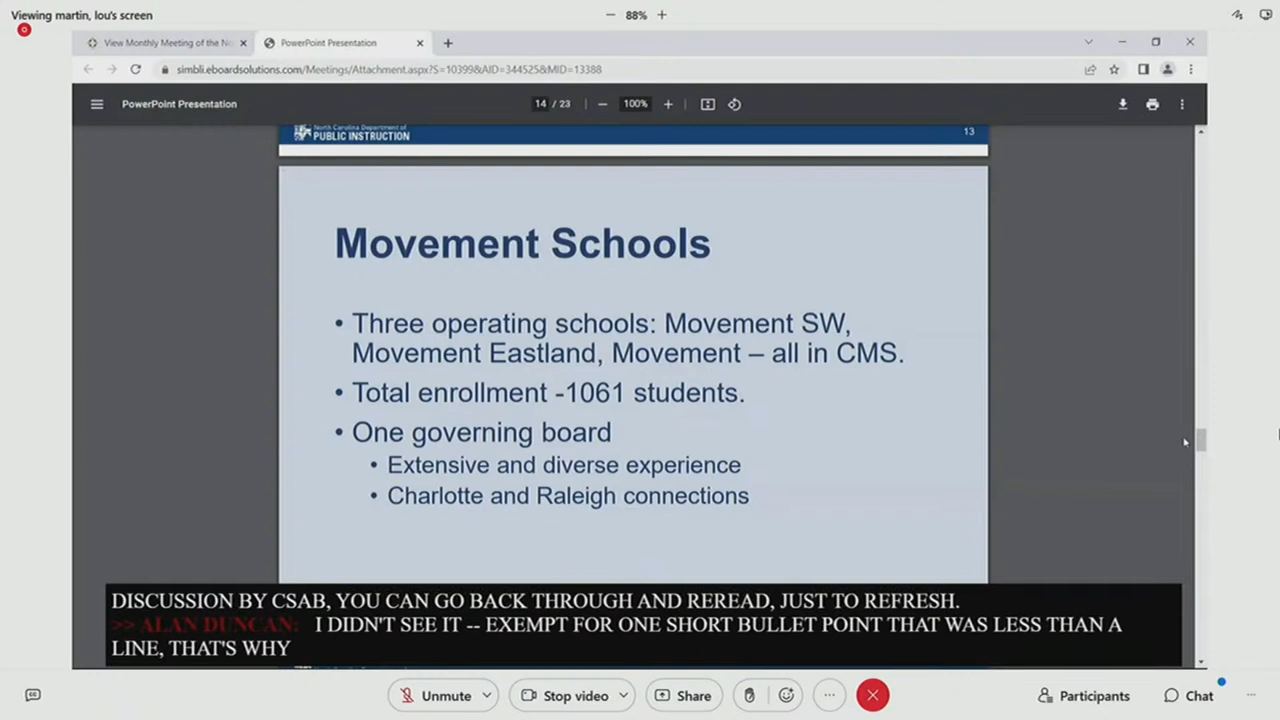 Viewing martin, lou's screen
88%
View Monthly Meeting of the N
PowerPoint Presentation
simbli.eboardsolutions.com/Meetings/Attachment.aspx?S=10399&AID=344525&MID=13388
PowerPoint Presentation
14 / 23
100%
North Carolina Department of
PUBLIC INSTRUCTION
13
Movement Schools
• Three operating schools: Movement SW,
Movement Eastland, Movement – all in CMS.
• Total enrollment -1061 students.
• One governing board
• Extensive and diverse experience
• Charlotte and Raleigh connections
DISCUSSION BY CSAB, YOU CAN GO BACK THROUGH AND REREAD, JUST TO REFRESH.
>> ALAN DUNCAN: I DIDN'T SEE IT -- EXEMPT FOR ONE SHORT BULLET POINT THAT WAS LESS THAN A
LINE, THAT'S WHY
Unmute
Stop video
Share
Participants
Chat